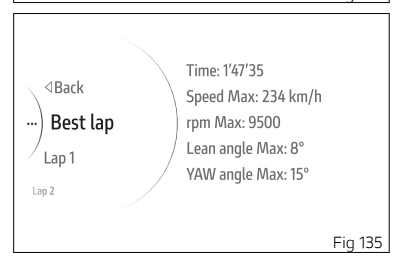 ◁Back
Best lap
Lap 1
Lap 2
Time: 1'47'35
Speed Max: 234 km/h
rpm Max: 9500
Lean angle Max: 8°
YAW angle Max: 15°
Fig 135